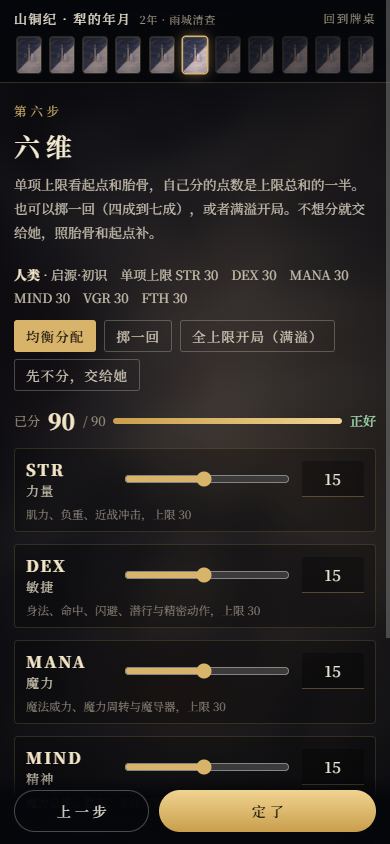 山铜纪 · 犁的年月 2年 · 雨城清查 回到牌桌
第六步
六维
单项上限看起点和胎骨，自己分的点数是上限总和的一半。
也可以掷一回（四成到七成），或者满溢开局。不想分就交
给她，照胎骨和起点补。
人类 · 启源·初识 单项上限 STR 30 DEX 30 MANA 30
MIND 30 VGR 30 FTH 30
均衡分配 掷一回 全上限开局（满溢）
先不分，交给她
已分 90 / 90 正好
STR
力量
15
肌力、负重、近战冲击，上限 30
DEX
敏捷
15
身法、命中、闪避、潜行与精密动作，上限 30
MANA
魔力
15
魔法威力、魔力周转与魔导器，上限 30
MIND
精神
15
上一步 定了